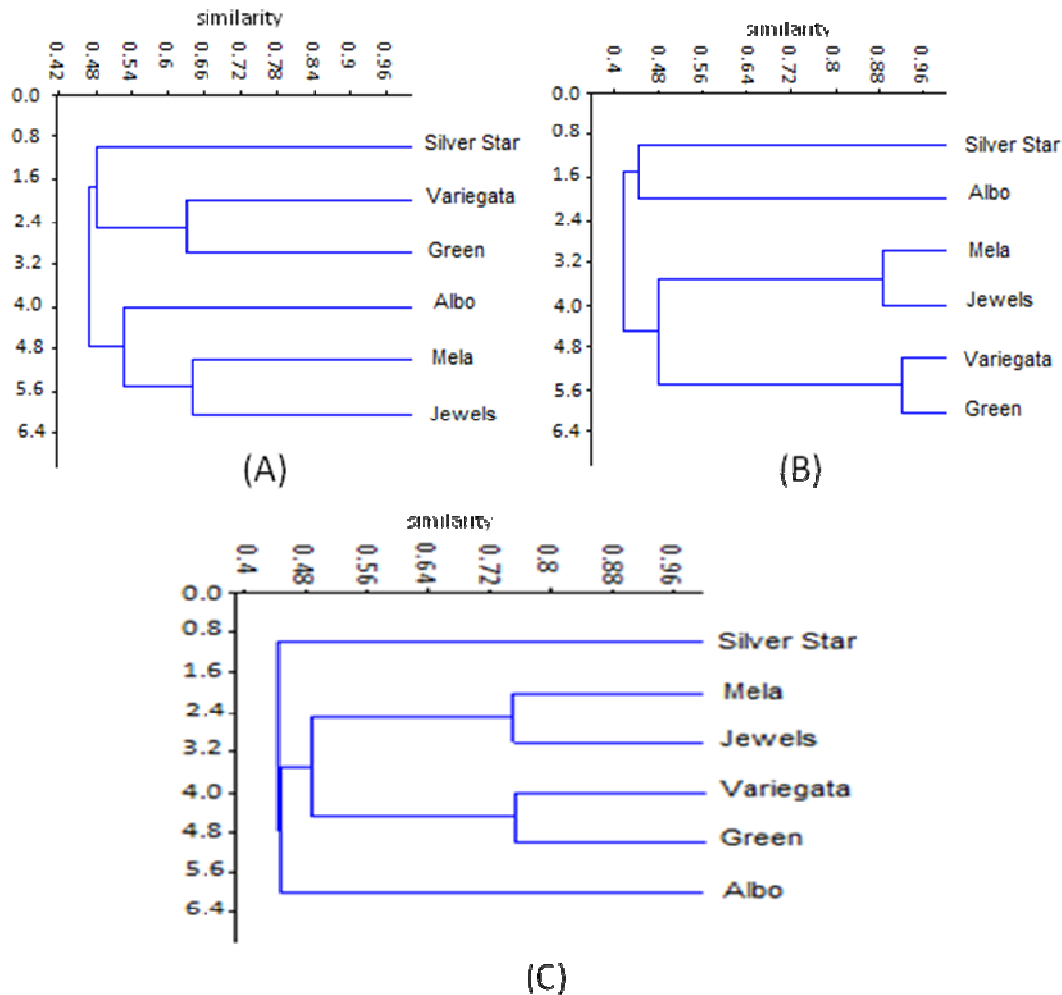 similarity
0.42 0.48 0.54 0.6 0.66 0.72 0.78 0.84 0.9 0.96
0.0
0.8
1.6
2.4
3.2
4.0
4.8
5.6
6.4
Silver Star
Variegata
Green
Albo
Mela
Jewels
(A)
similarity
0.4 0.48 0.56 0.64 0.72 0.8 0.88 0.96
0.0
0.8
1.6
2.4
3.2
4.0
4.8
5.6
6.4
Silver Star
Albo
Mela
Jewels
Variegata
Green
(B)
similarity
0.4 0.48 0.56 0.64 0.72 0.8 0.88 0.96
0.0
0.8
1.6
2.4
3.2
4.0
4.8
5.6
6.4
Silver Star
Mela
Jewels
Variegata
Green
Albo
(C)